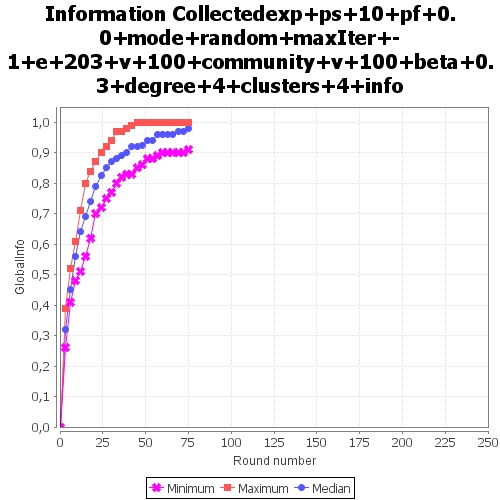 Information Collectedexp+ps+10+pf+0.
0+mode+random+maxIter+-
1+e+203+v+100+community+v+100+beta+0.
3+degree+4+clusters+4+info
1,0
0,9
0,8
0,7
0,6
0,5
0,4
0,3
0,2
0,1
0,0
GlobalInfo
0 25 50 75 100 125 150 175 200 225 250
Round number
Minimum Maximum Median